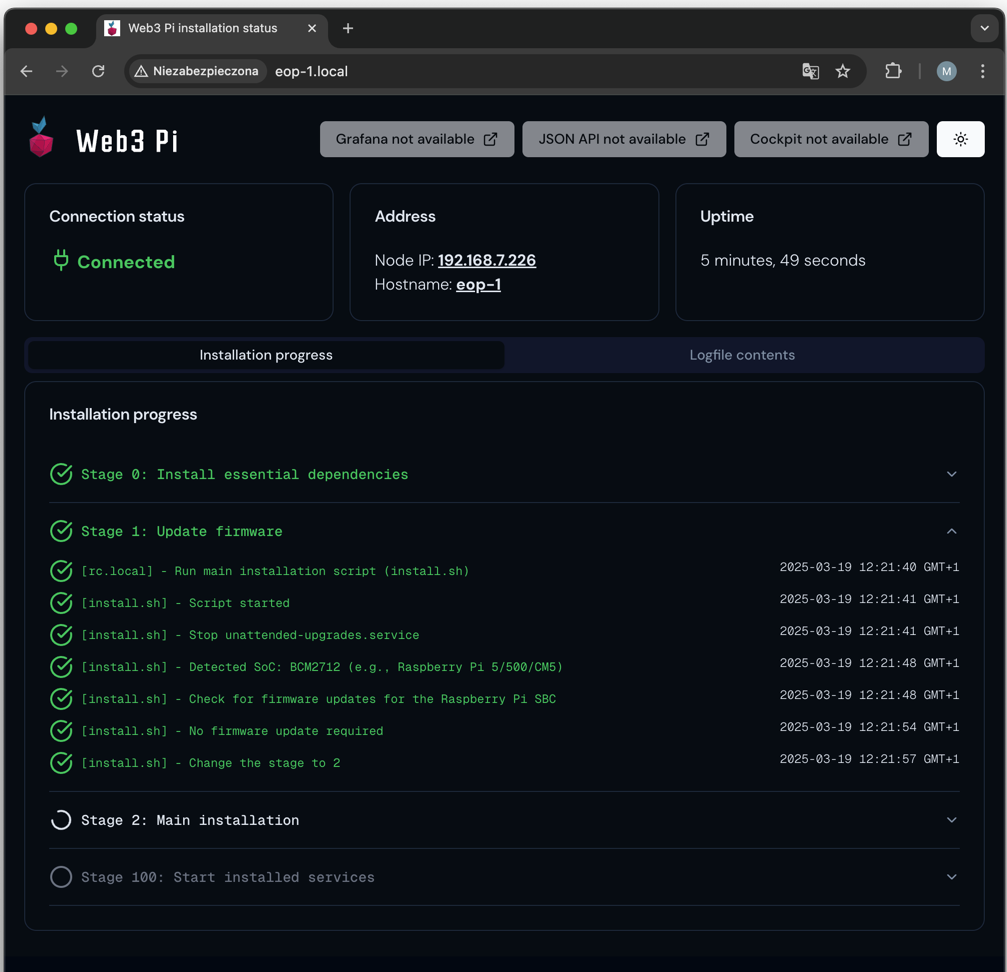 Web3 Pi installation status
Niezabezpieczona eop-1.local
M
Web3 Pi
Grafana not available
JSON API not available
Cockpit not available
Connection status
Connected
Address
Node IP: 192.168.7.226
Hostname: eop-1
Uptime
5 minutes, 49 seconds
Installation progress
Logfile contents
Installation progress
Stage 0: Install essential dependencies
Stage 1: Update firmware
[rc.local] - Run main installation script (install.sh) 2025-03-19 12:21:40 GMT+1
[install.sh] - Script started 2025-03-19 12:21:41 GMT+1
[install.sh] - Stop unattended-upgrades.service 2025-03-19 12:21:41 GMT+1
[install.sh] - Detected SoC: BCM2712 (e.g., Raspberry Pi 5/500/CM5) 2025-03-19 12:21:48 GMT+1
[install.sh] - Check for firmware updates for the Raspberry Pi SBC 2025-03-19 12:21:48 GMT+1
[install.sh] - No firmware update required 2025-03-19 12:21:54 GMT+1
[install.sh] - Change the stage to 2 2025-03-19 12:21:57 GMT+1
Stage 2: Main installation
Stage 100: Start installed services